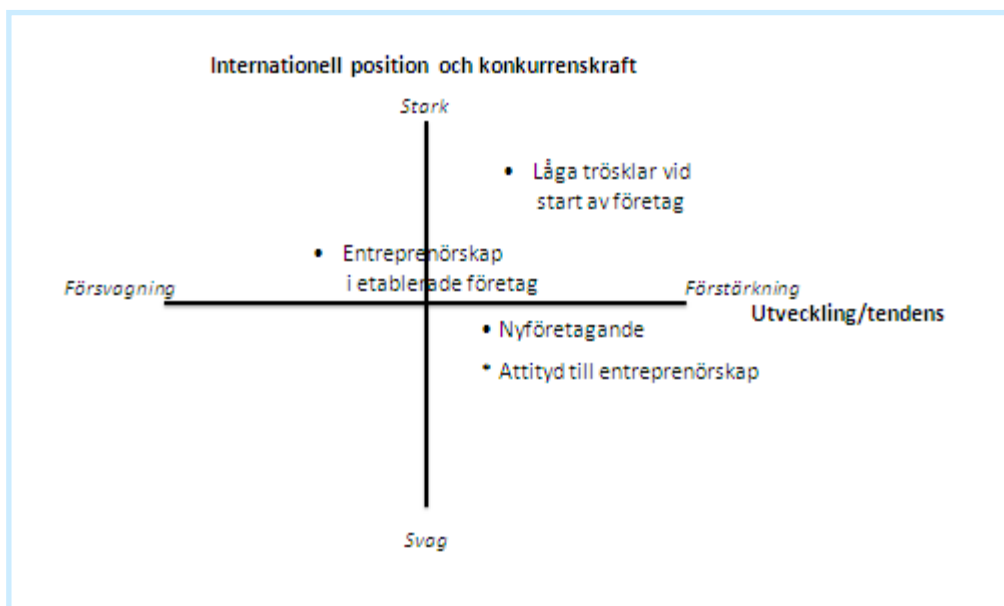 Internationell position och konkurrenskraft
Stark
• Låga trösklar vid
start av företag
• Entreprenörskap
i etablerade företag
Försvagning
Förstärkning
Utveckling/tendens
• Nyföretagande
* Attityd till entreprenörskap
Svag